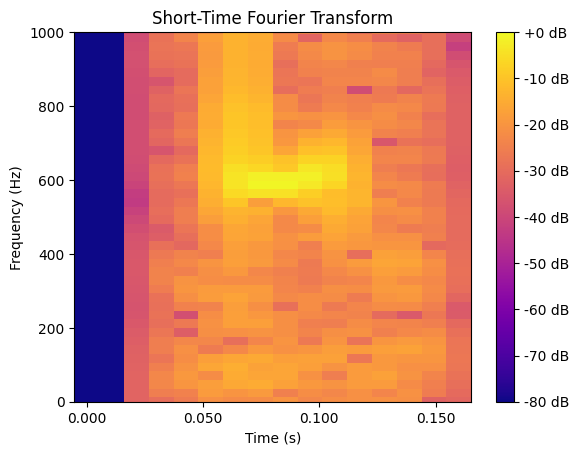 Short-Time Fourier Transform
Frequency (Hz)
1000
800
600
400
200
0
0.000
0.050
0.100
0.150
Time (s)
+0 dB
-10 dB
-20 dB
-30 dB
-40 dB
-50 dB
-60 dB
-70 dB
-80 dB